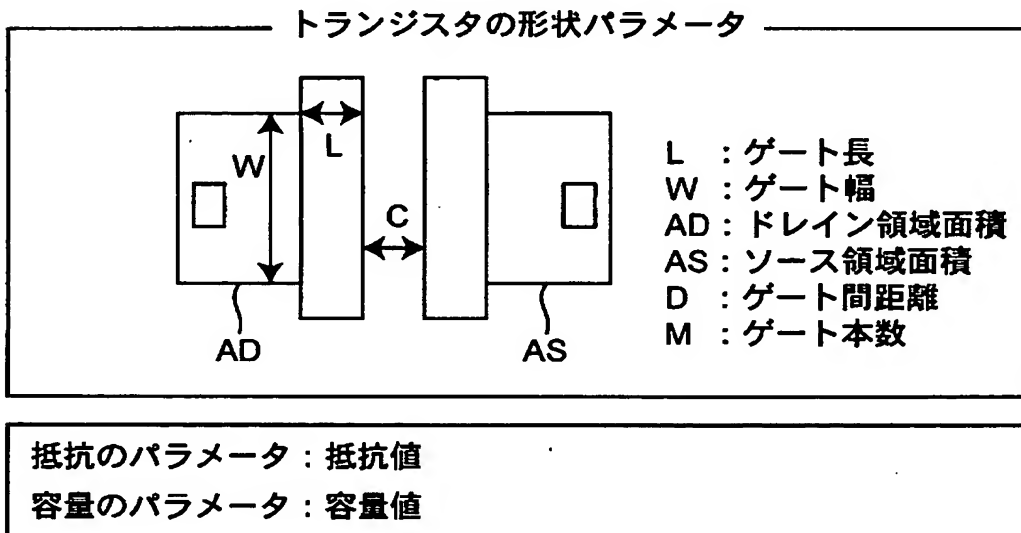 トランジスタの形状パラメータ
L
W
C
AD
AS
L ：ゲート長
W ：ゲート幅
AD：ドレイン領域面積
AS：ソース領域面積
D ：ゲート間距離
M ：ゲート本数
抵抗のパラメータ：抵抗値
容量のパラメータ：容量値